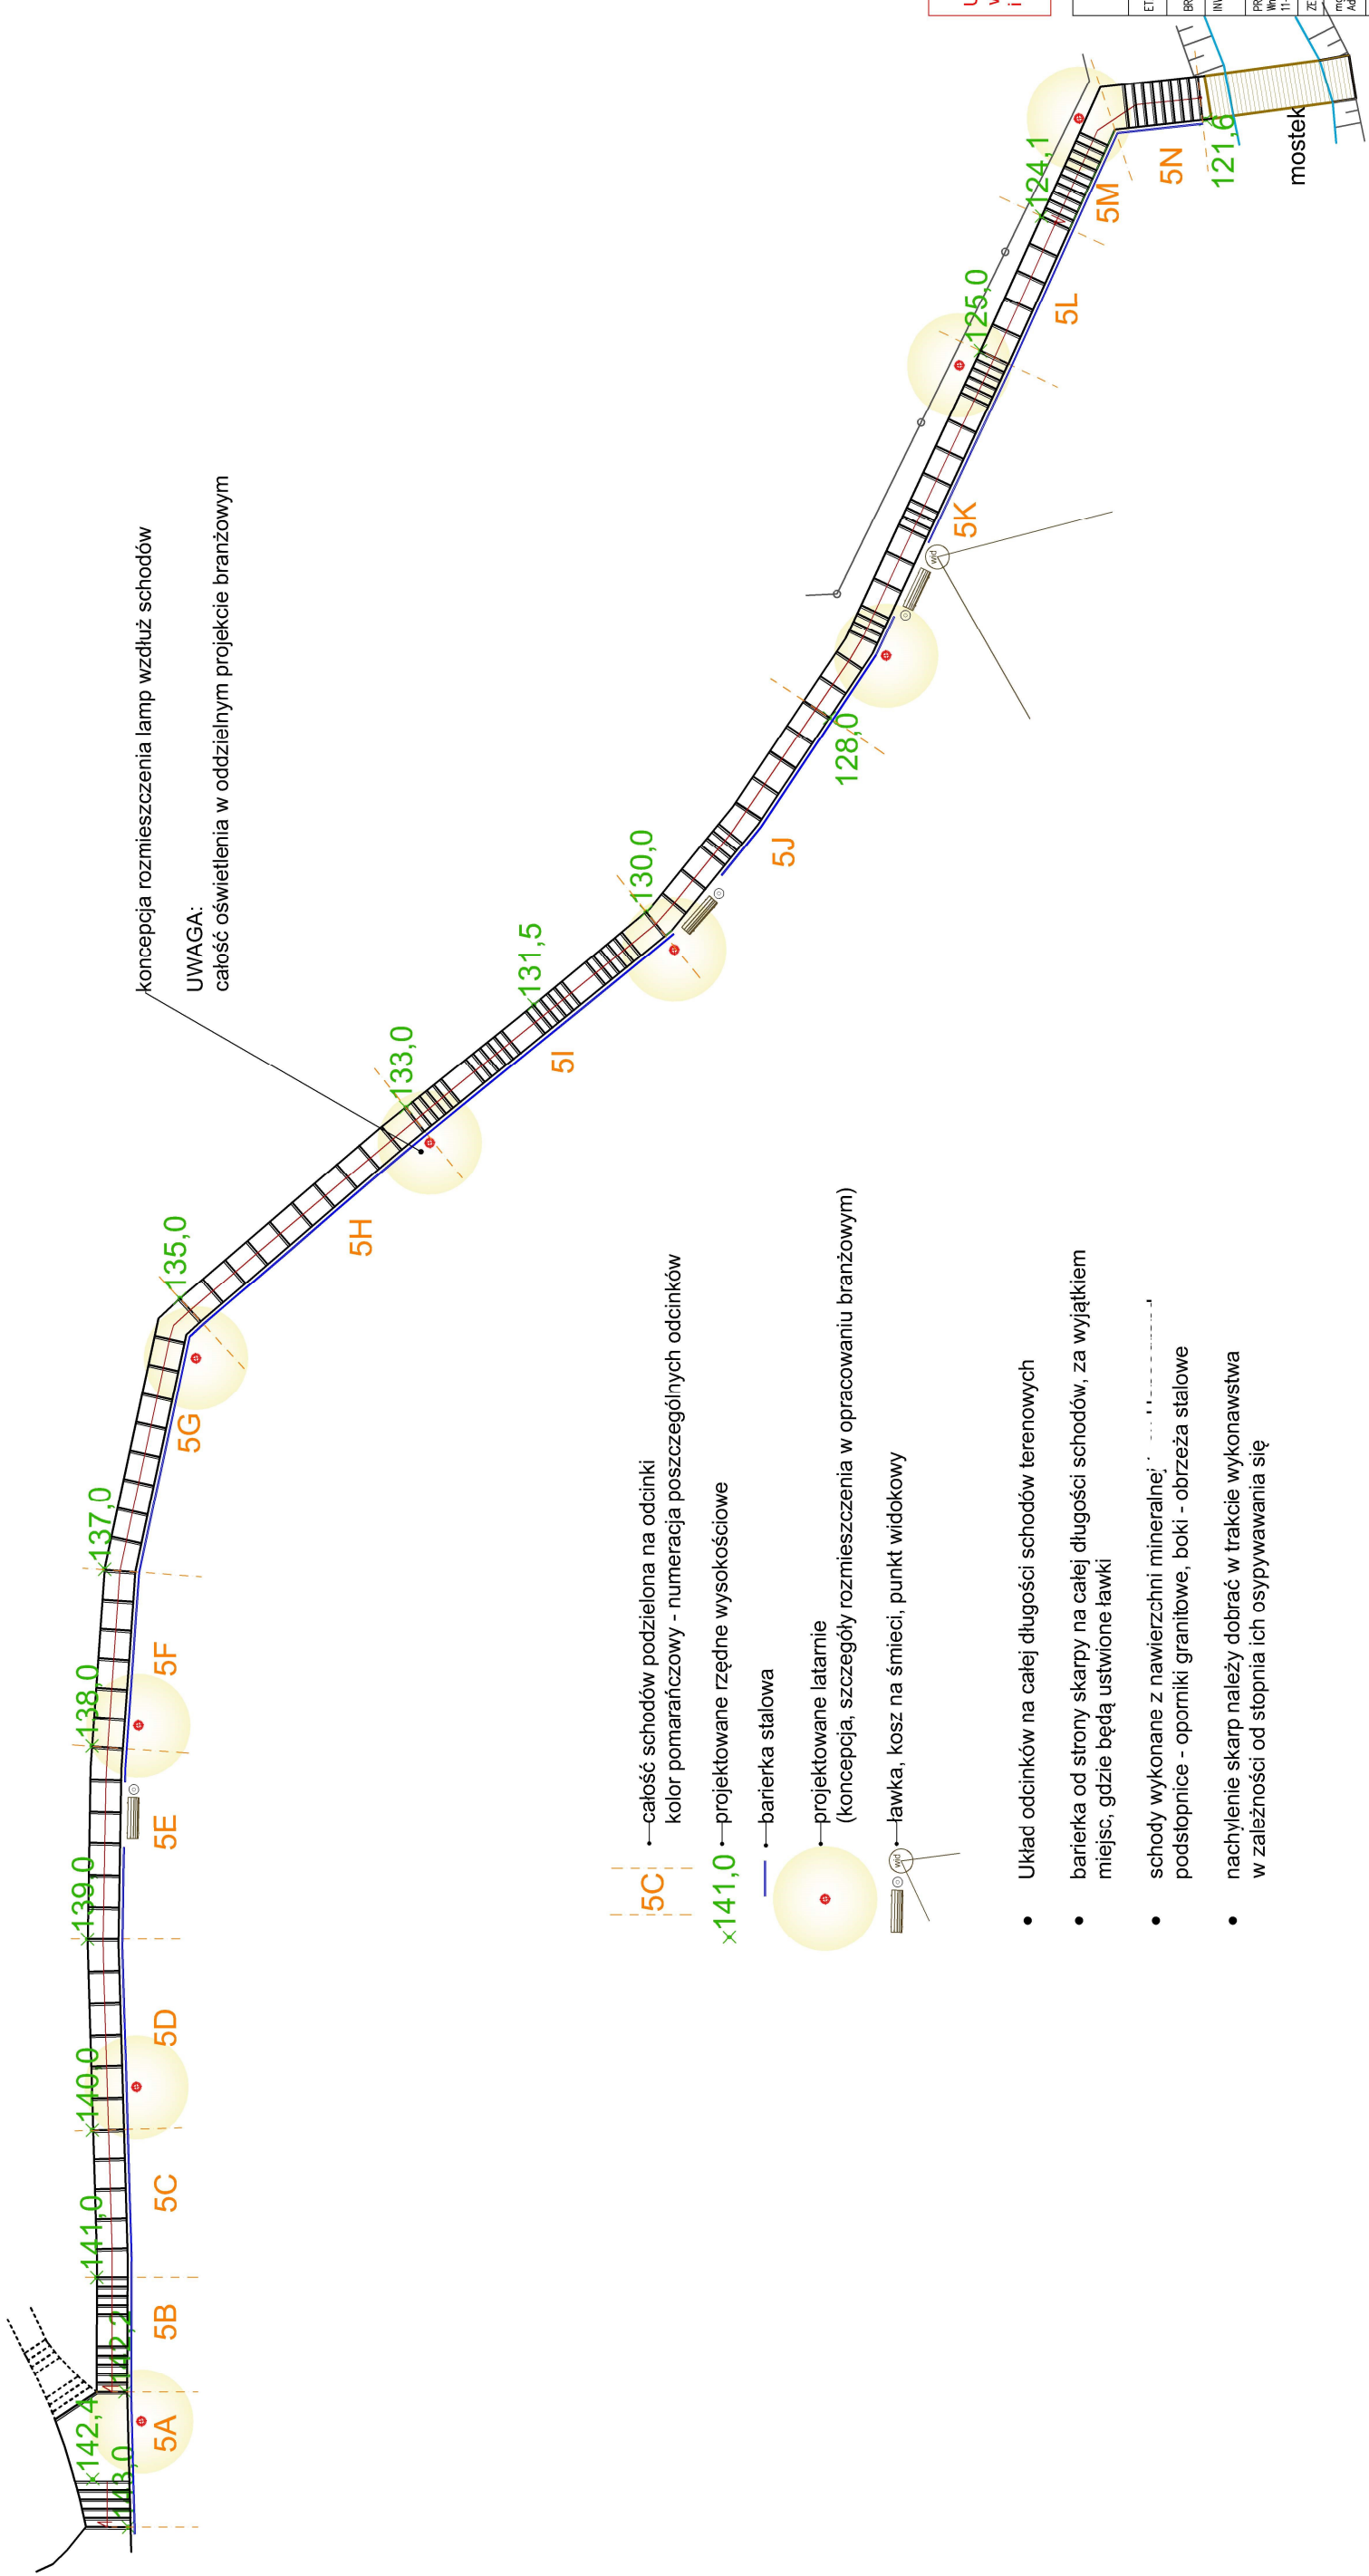 koncepcja rozmieszczenia lamp wzdłuż schodów
UWAGA:
całość oświetlenia w oddzielnym projekcie branżowym
142,4
143,0
142,2
141,0
140,0
139,0
138,0
137,0
135,0
133,0
131,5
130,0
128,0
125,0
124,1
121,6
5A
5B
5C
5D
5E
5F
5G
5H
5I
5J
5K
5L
5M
5N
wid
mostek
5C
całość schodów podzielona na odcinki
kolor pomarańczowy - numeracja poszczególnych odcinków
141,0
projektowane rzędne wysokościowe
barierka stalowa
projektowane latarnie
(koncepcja, szczegóły rozmieszczenia w opracowaniu branżowym)
wid
ławka, kosz na śmieci, punkt widokowy
• Układ odcinków na całej długości schodów terenowych
• barierka od strony skarpy na całej długości schodów, za wyjątkiem
miejsc, gdzie będą ustwione ławki
• schody wykonane z nawierzchni mineralnej
podstopnice - oporniki granitowe, boki - obrzeża stalowe
• nachylenie skarp należy dobrać w trakcie wykonawstwa
w zależności od stopnia ich osypywawania się